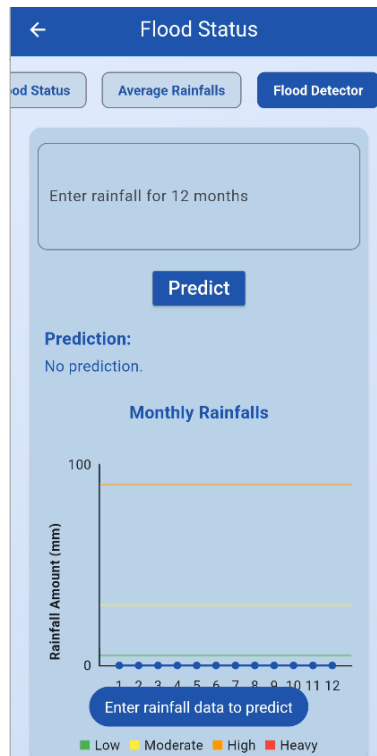 Flood Status
od Status
Average Rainfalls
Flood Detector
Enter rainfall for 12 months
Predict
Prediction:
No prediction.
Monthly Rainfalls
100
Rainfall Amount (mm)
0
1 2 3 4 5 6 7 8 9 10 11 12
Enter rainfall data to predict
Low Moderate High Heavy